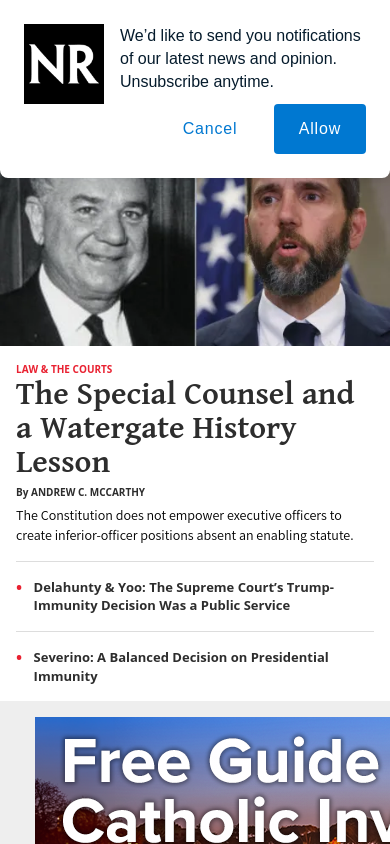 NR
We’d like to send you notifications
of our latest news and opinion.
Unsubscribe anytime.
Cancel
Allow
LAW & THE COURTS
The Special Counsel and
a Watergate History
Lesson
By ANDREW C. MCCARTHY
The Constitution does not empower executive officers to
create inferior-officer positions absent an enabling statute.
• Delahunty & Yoo: The Supreme Court’s Trump-
Immunity Decision Was a Public Service
• Severino: A Balanced Decision on Presidential
Immunity
Free Guide
Catholic Inv